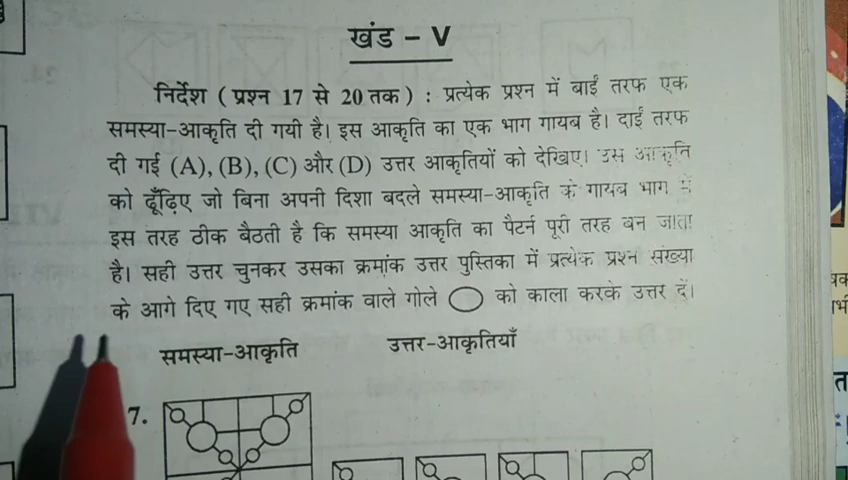 खंड – V
निर्देश ( प्रश्न 17 से 20 तक ) : प्रत्येक प्रश्न में बाईं तरफ एक
समस्या-आकृति दी गयी है। इस आकृति का एक भाग गायब है। दाईं तरफ
दी गई (A), (B), (C) और (D) उत्तर आकृतियों को देखिए। उस आकृति
को ढूँढ़िए जो बिना अपनी दिशा बदले समस्या-आकृति के गायब भाग में
इस तरह ठीक बैठती है कि समस्या आकृति का पैटर्न पूरी तरह बन जाता
है। सही उत्तर चुनकर उसका क्रमांक उत्तर पुस्तिका में प्रत्येक प्रश्न संख्या
के आगे दिए गए सही क्रमांक वाले गोले को काला करके उत्तर दें।
समस्या-आकृति उत्तर-आकृतियाँ
7.